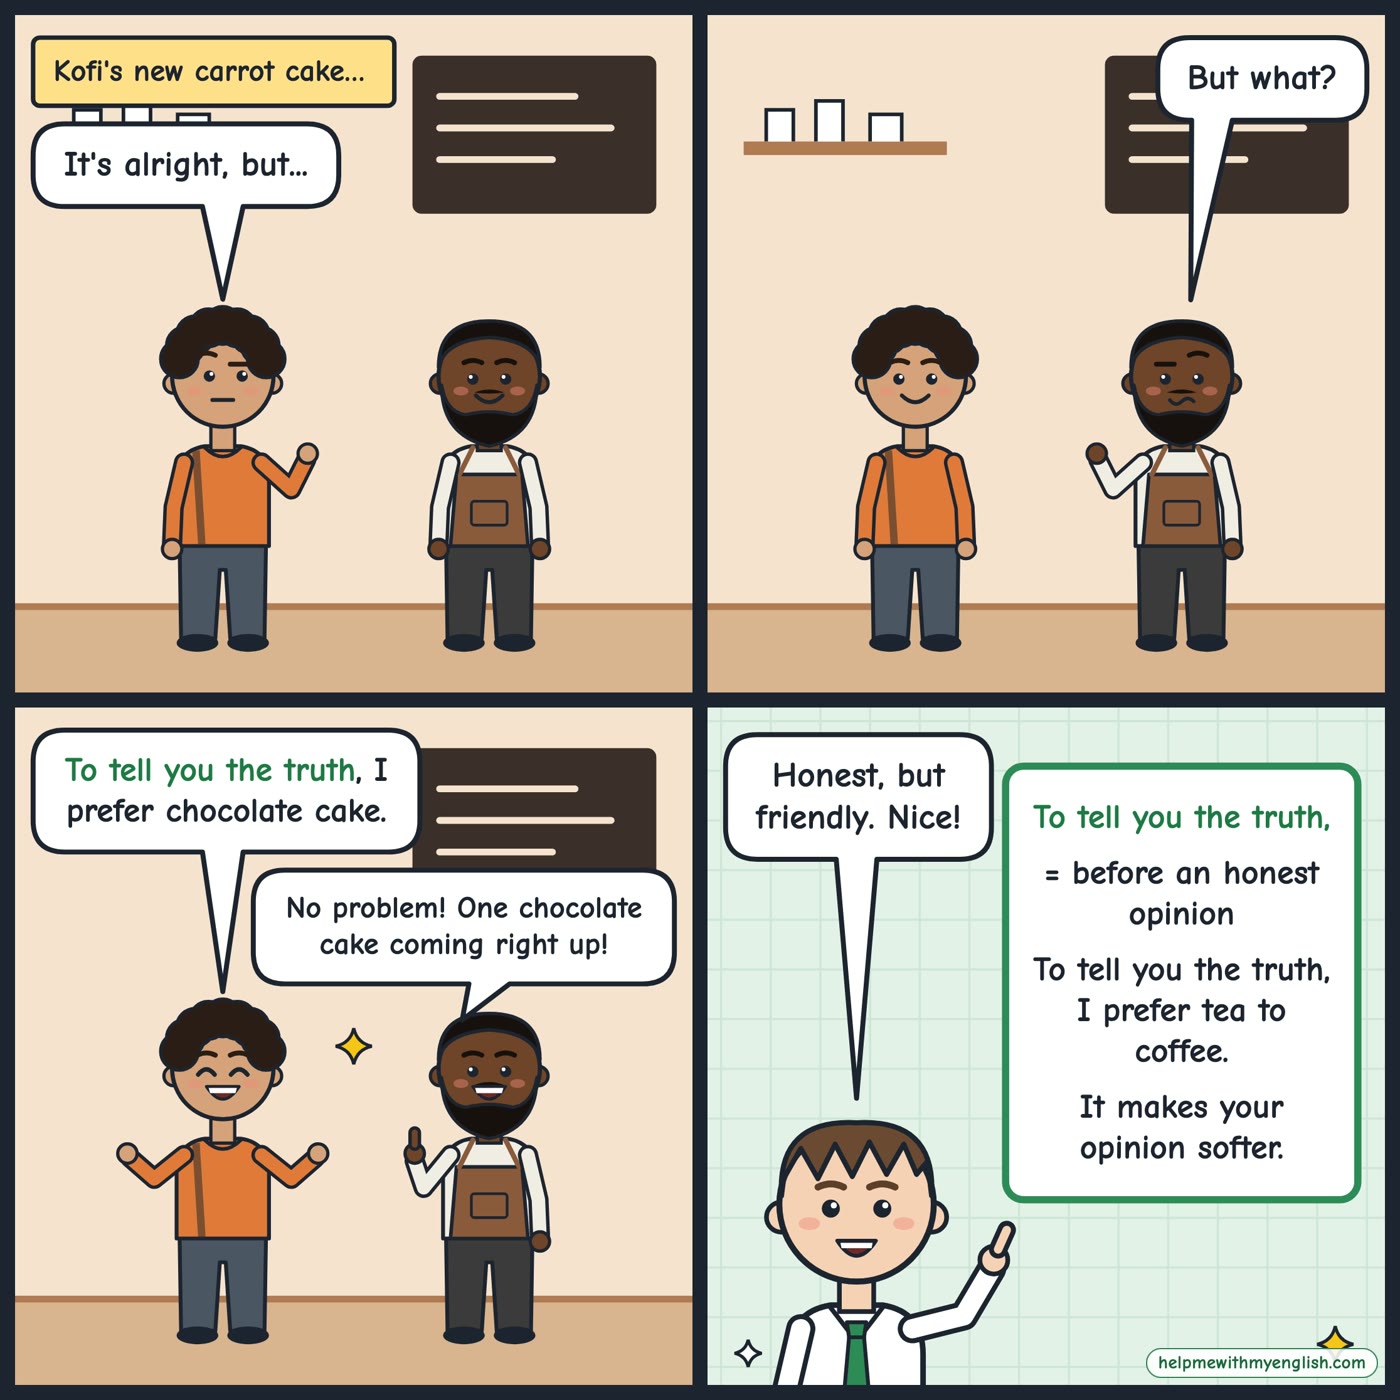 Kofi's new carrot cake...
It's alright, but...
But what?
To tell you the truth, I
prefer chocolate cake.
No problem! One chocolate
cake coming right up!
Honest, but
friendly. Nice!
To tell you the truth,
= before an honest
opinion
To tell you the truth,
I prefer tea to
coffee.
It makes your
opinion softer.
helpmewithmyenglish.com